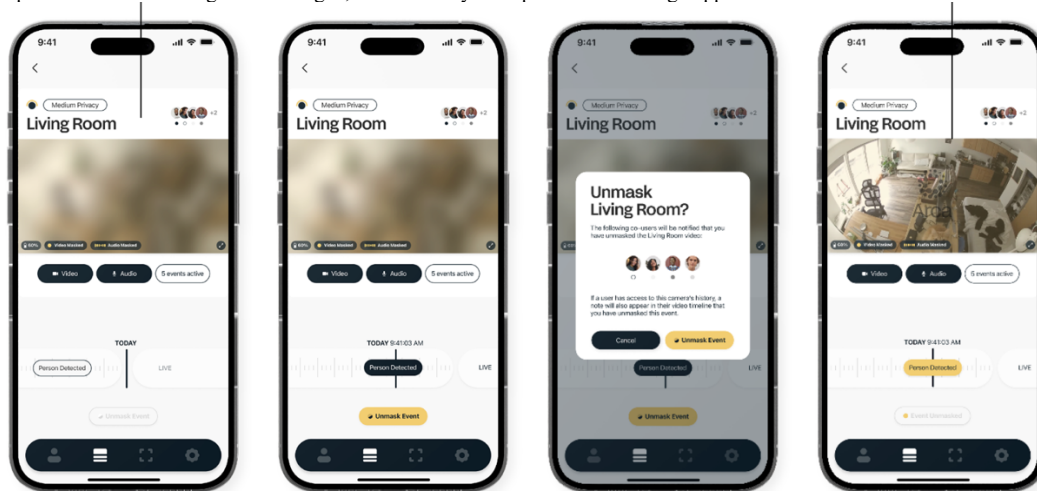 9:41
Medium Privacy
+2
Living Room
60%
Video Masked
Audio Masked
Video
Audio
5 events active
TODAY
Person Detected
LIVE
Unmask Event
9:41
Medium Privacy
+2
Living Room
60%
Video Masked
Audio Masked
Video
Audio
5 events active
TODAY 9:41:03 AM
Person Detected
LIVE
Unmask Event
9:41
Medium Privacy
+2
Living Room
Unmask
Living Room?
The following co-users will be notified that you
have unmasked the Living Room video:
If a user has access to this camera's history, a
note will also appear in their video timeline that
you have unmasked this event.
Cancel
Unmask Event
Person Detected
LIVE
Unmask Event
9:41
Medium Privacy
+2
Living Room
Area
60%
Video Masked
Audio Masked
Video
Audio
5 events active
TODAY 9:41:03 AM
Person Detected
LIVE
Event Unmasked